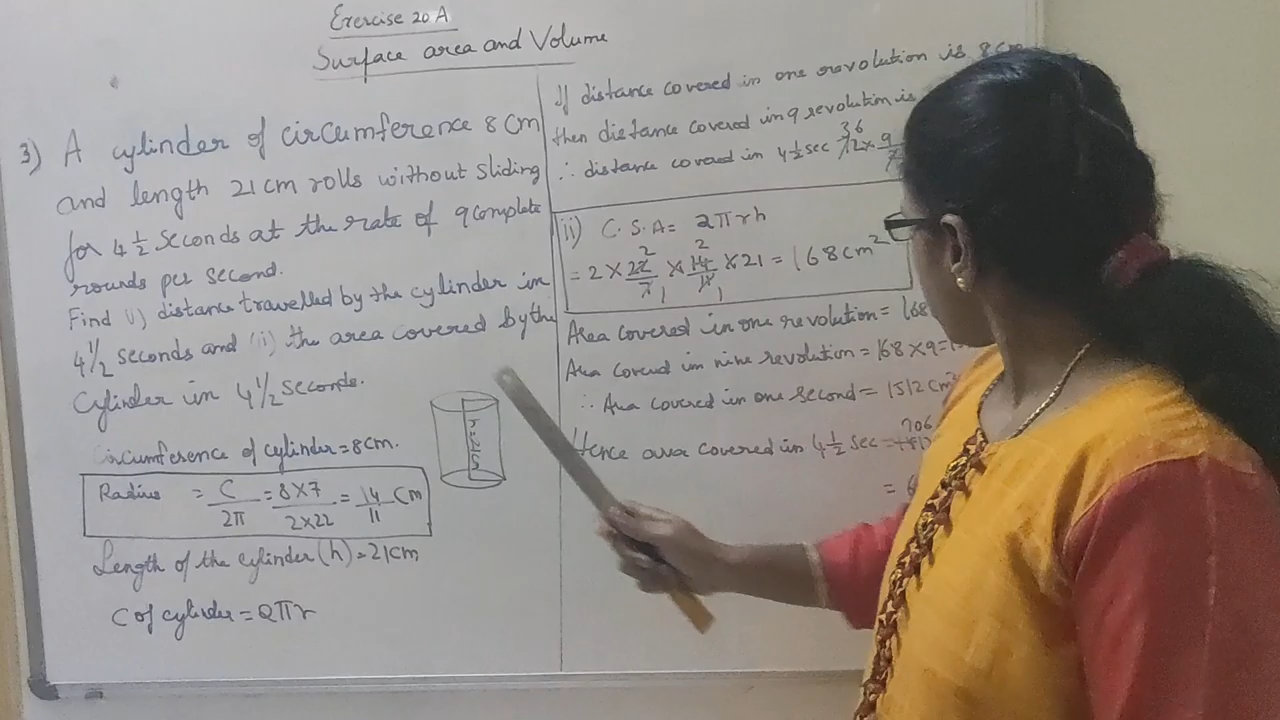 Exercise 20 A
Surface area and Volume
3) A cylinder of circumference 8 cm
and length 21 cm rolls without sliding
for 4 1/2 seconds at the rate of 9 complete
rounds per second.
Find (i) distance travelled by the cylinder in
4 1/2 seconds and (ii) the area covered by the
Cylinder in 4 1/2 seconds.
Circumference of cylinder = 8 cm.
h = 21 cm
Radius = C/2π = 8×7/2×22 = 14/11 cm
Length of the cylinder (h) = 21 cm
C of cylinder = 2πr
If distance covered in one revolution is 8 cm
then distance covered in 9 revolution is
∴ distance covered in 4 1/2 sec 36 72 × 9
ii) C.S.A = 2πrh
= 2 × 22/7 × 14/11 × 21 = 168 cm²
Area covered in one revolution = 168
Area covered in nine revolution = 168 × 9 =
∴ Area covered in one second = 1512 cm²
Hence area covered in 4 1/2 sec = 706
=